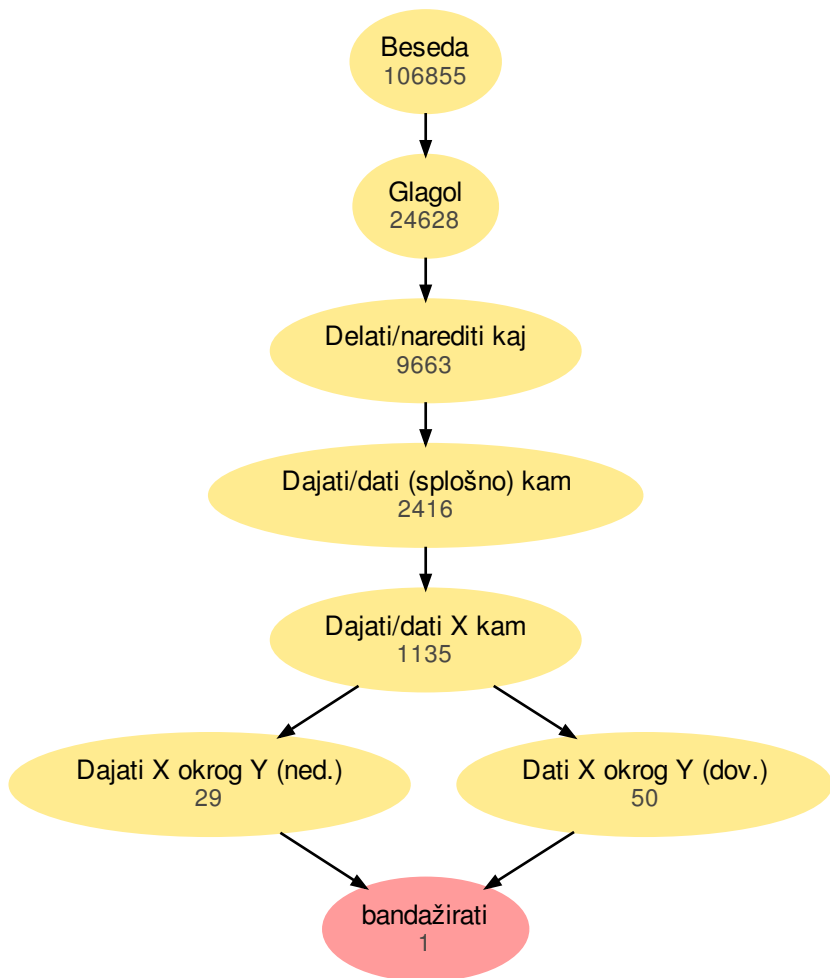 Beseda
106855
Glagol
24628
Delati/narediti kaj
9663
Dajati/dati (splošno) kam
2416
Dajati/dati X kam
1135
Dajati X okrog Y (ned.)
29
Dati X okrog Y (dov.)
50
bandažirati
1